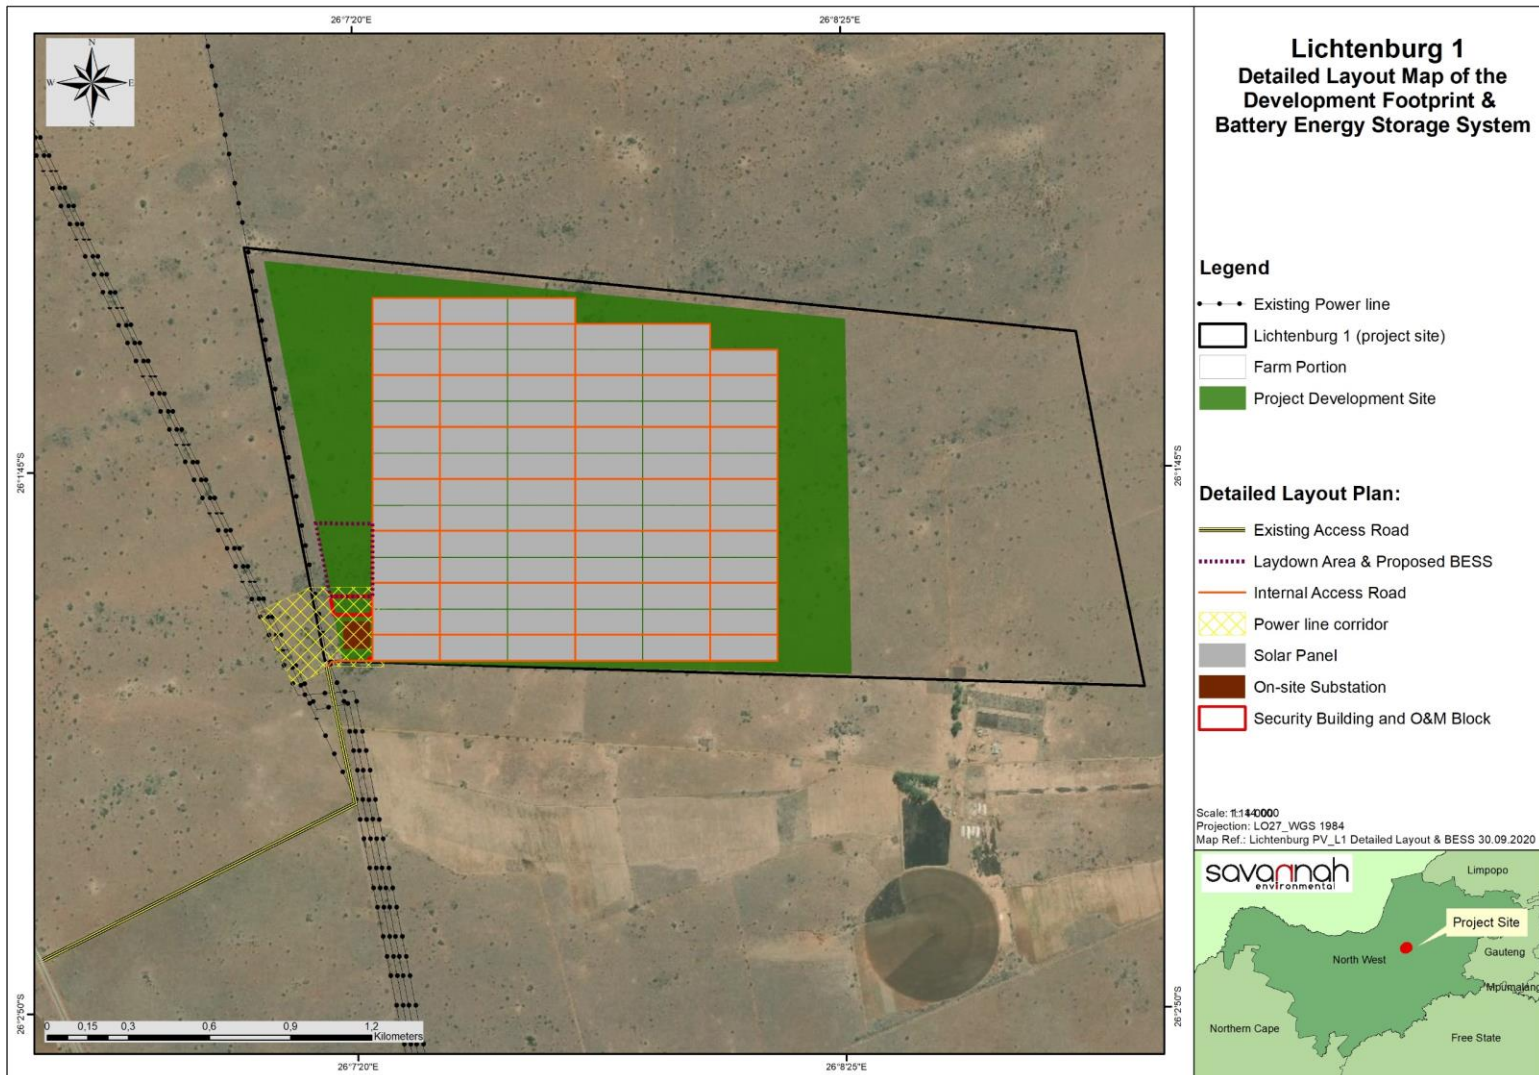 26°7'20"E
26°8'25"E
N
W
E
S
26°1'45"S
26°1'45"S
26°2'50"S
26°2'50"S
0 0,15 0,3 0,6 0,9 1,2
Kilometers
26°7'20"E
26°8'25"E
Lichtenburg 1
Detailed Layout Map of the
Development Footprint &
Battery Energy Storage System
Legend
Existing Power line
Lichtenburg 1 (project site)
Farm Portion
Project Development Site
Detailed Layout Plan:
Existing Access Road
Laydown Area & Proposed BESS
Internal Access Road
Power line corridor
Solar Panel
On-site Substation
Security Building and O&M Block
Scale:
Projection: LO27_WGS 1984
Map Ref.: Lichtenburg PV_L1 Detailed Layout & BESS 30.09.2020
savannah
environmental
Limpopo
Project Site
North West
Gauteng
Mpumalang
Northern Cape
Free State